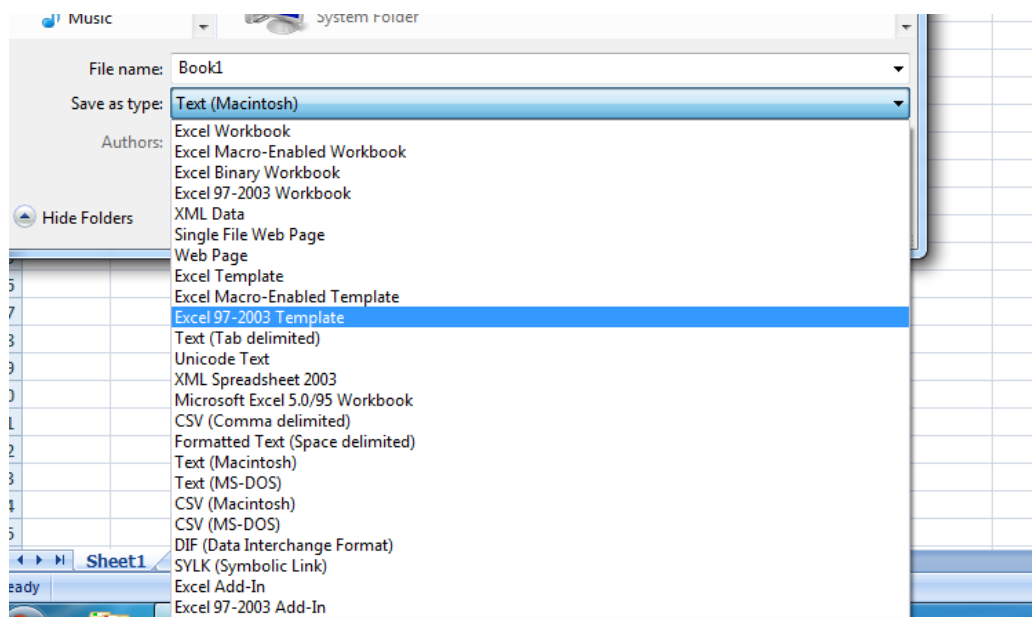 Music
System Folder
File name: Book1
Save as type: Text (Macintosh)
Authors:
Excel Workbook
Excel Macro-Enabled Workbook
Excel Binary Workbook
Excel 97-2003 Workbook
Hide Folders
XML Data
Single File Web Page
Web Page
Excel Template
Excel Macro-Enabled Template
Excel 97-2003 Template
Text (Tab delimited)
Unicode Text
XML Spreadsheet 2003
Microsoft Excel 5.0/95 Workbook
CSV (Comma delimited)
Formatted Text (Space delimited)
Text (Macintosh)
Text (MS-DOS)
CSV (Macintosh)
CSV (MS-DOS)
DIF (Data Interchange Format)
SYLK (Symbolic Link)
Excel Add-In
Excel 97-2003 Add-In
Sheet1